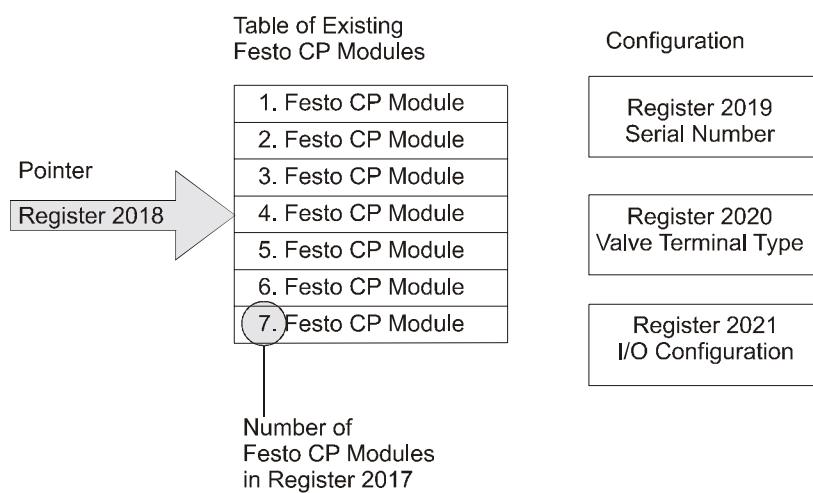 Table of Existing
Festo CP Modules
Configuration
1. Festo CP Module
2. Festo CP Module
3. Festo CP Module
4. Festo CP Module
5. Festo CP Module
6. Festo CP Module
7. Festo CP Module
Pointer
Register 2018
Register 2019
Serial Number
Register 2020
Valve Terminal Type
Register 2021
I/O Configuration
Number of
Festo CP Modules
in Register 2017